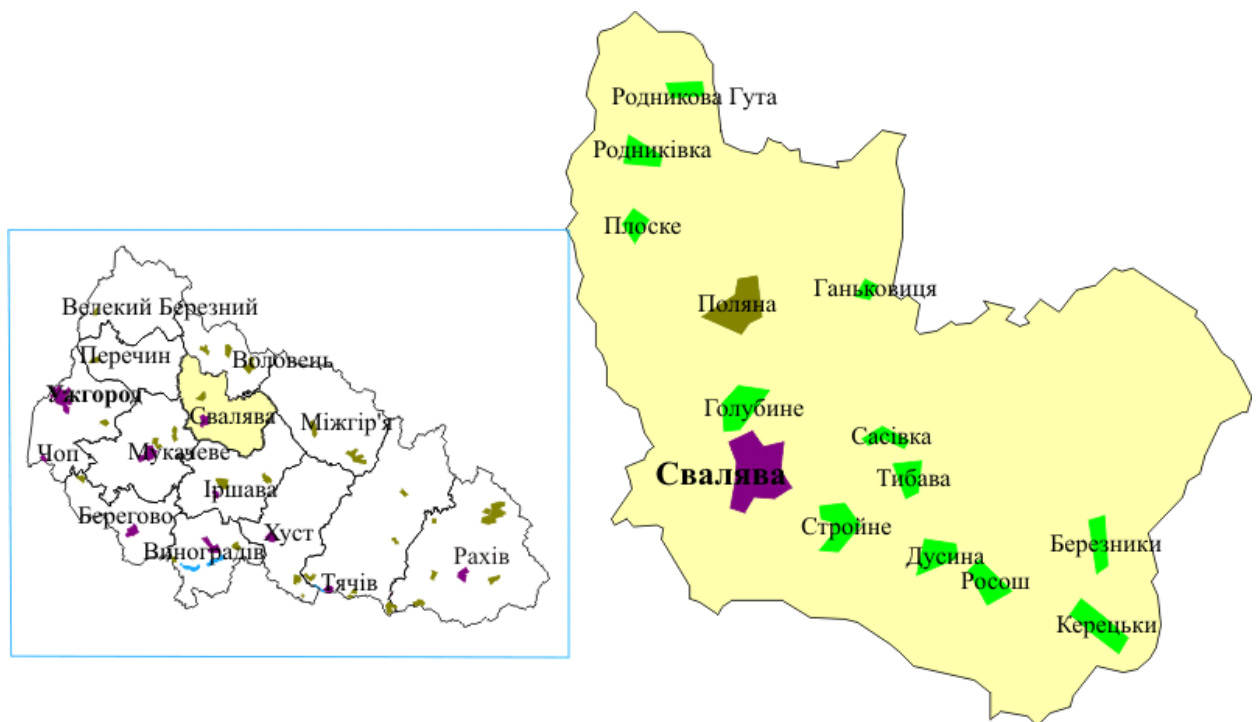 Родникова Гута
Родниківка
Плоске
Поляна
Ганьковиця
Голубине
Сасівка
Свалява
Тибава
Стройне
Дусина
Росош
Березники
Керецьки
Велекий Березний
Перечин
Воловець
Ужгород
Свалява
Міжгір'я
Чоп
Мукачеве
Іршава
Берегово
Хуст
Виноградів
Рахів
Тячів